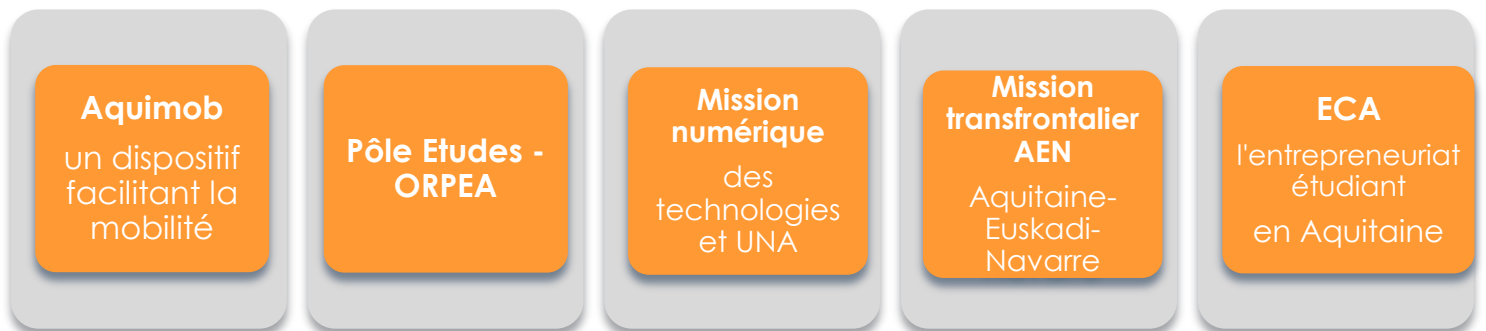 Aquimob
un dispositif
facilitant la
mobilité
Pôle Etudes -
ORPEA
Mission
numérique
des
technologies
et UNA
Mission
transfrontalier
AEN
Aquitaine-
Euskadi-
Navarre
ECA
l'entrepreneuriat
étudiant
en Aquitaine